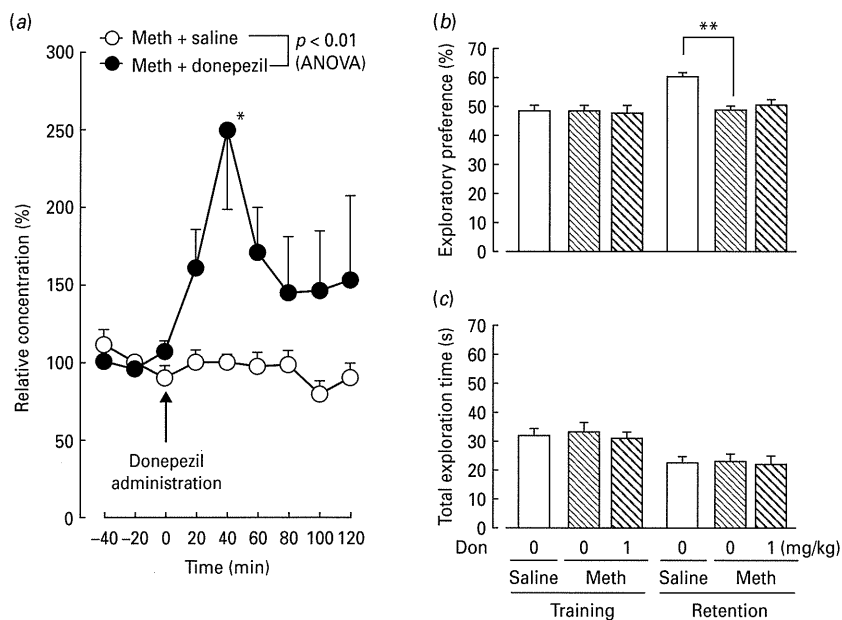 (a)
Meth + saline
Meth + donepezil
p < 0.01
(ANOVA)
*
Relative concentration (%)
300
250
200
150
100
50
0
Donepezil
administration
–40 –20 0 20 40 60 80 100 120
Time (min)
(b)
**
Exploratory preference (%)
70
60
50
40
30
20
10
0
(c)
Total exploration time (s)
70
60
50
40
30
20
10
0
Don 0 0 1 0 0 1 (mg/kg)
Saline Meth Saline Meth
Training Retention